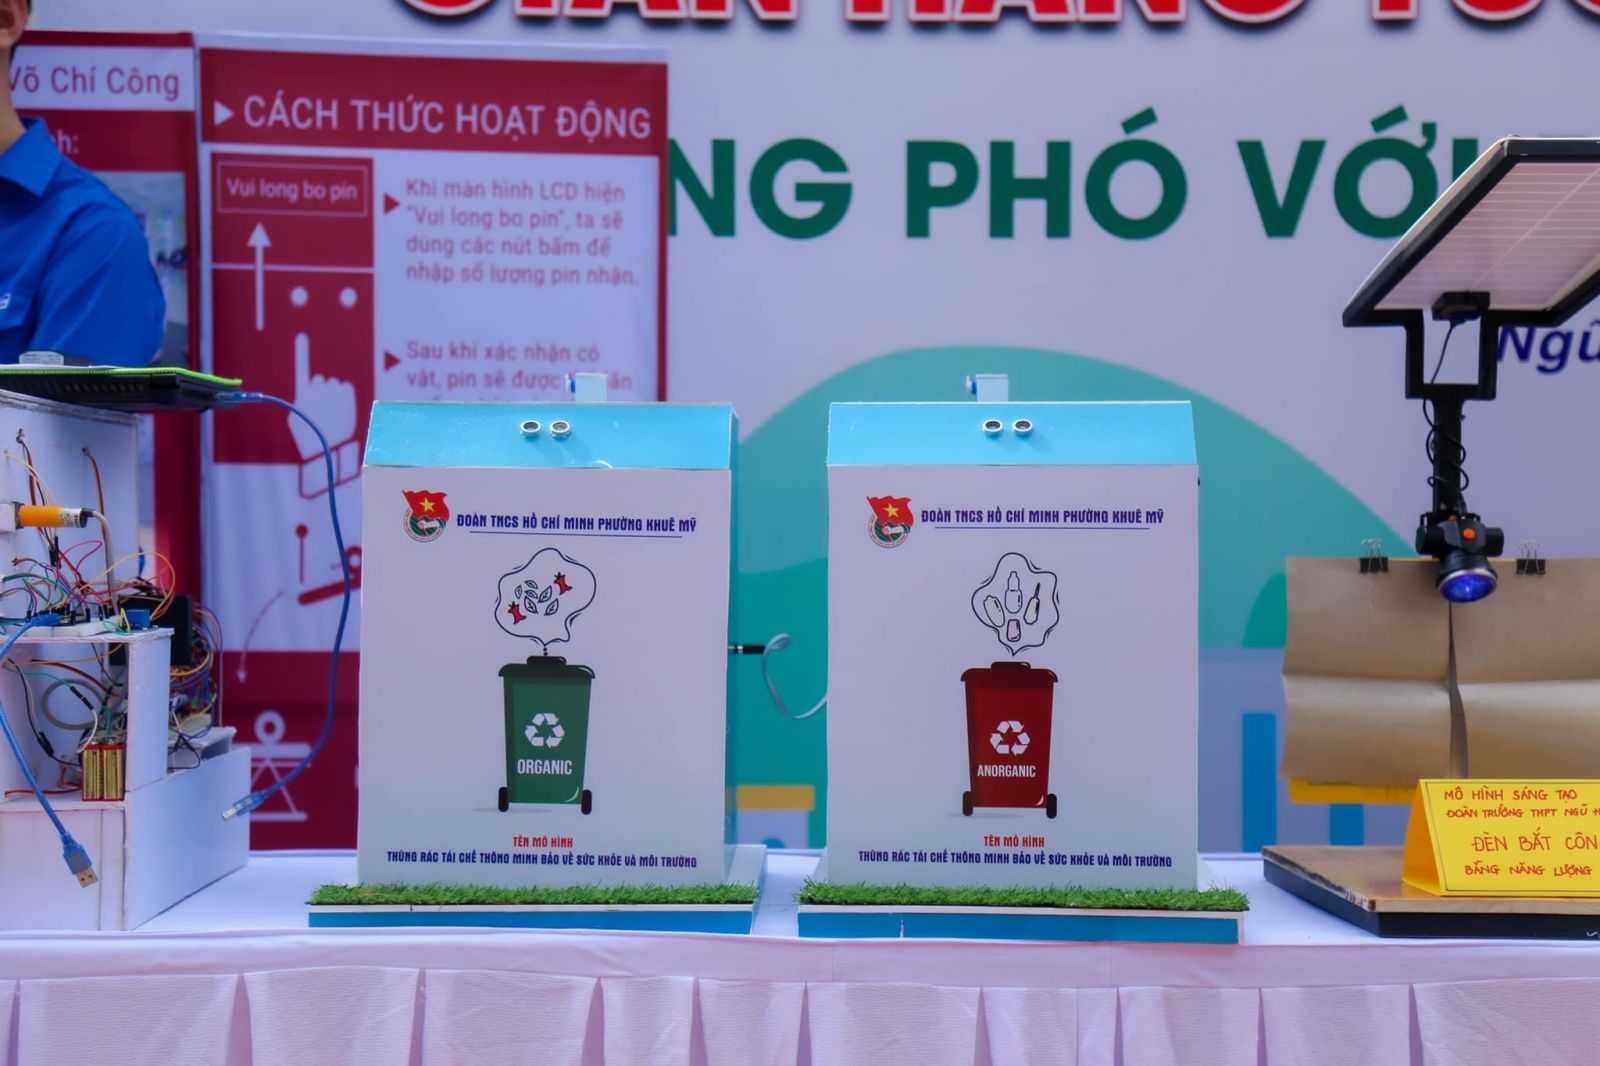 Võ Chí Công
CÁCH THỨC HOẠT ĐỘNG
Vui long bo pin
Khi màn hình LCD hiện
"Vui long bo pin", ta sẽ
dùng các nút bấm để
nhập số lượng pin nhận.
Sau khi xác nhận có
vật, pin sẽ được
NG PHÓ VỚI
Ngũ
ĐOÀN TNCS HỒ CHÍ MINH PHƯỜNG KHUÊ MỸ
ORGANIC
TÊN MÔ HÌNH
THÙNG RÁC TÁI CHẾ THÔNG MINH BẢO VỀ SỨC KHỎE VÀ MÔI TRƯỜNG
ĐOÀN TNCS HỒ CHÍ MINH PHƯỜNG KHUÊ MỸ
ANORGANIC
TÊN MÔ HÌNH
THÙNG RÁC TÁI CHẾ THÔNG MINH BẢO VỀ SỨC KHỎE VÀ MÔI TRƯỜNG
MÔ HÌNH SÁNG TẠO
ĐOÀN TRƯỜNG THPT NGŨ H
ĐÈN BẮT CÔN
BẰNG NĂNG LƯỢNG